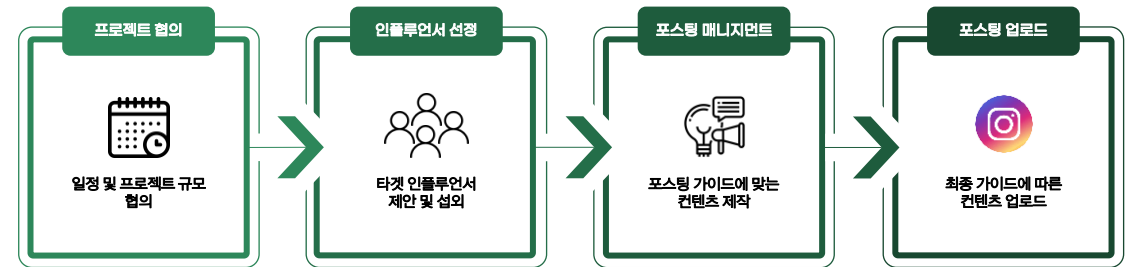 프로젝트 협의
인플루언서 선정
포스팅 매니지먼트
포스팅 업로드
일정 및 프로젝트 규모
협의
타겟 인플루언서
제안 및 섭외
포스팅 가이드에 맞는
컨텐츠 제작
최종 가이드에 따른
컨텐츠 업로드